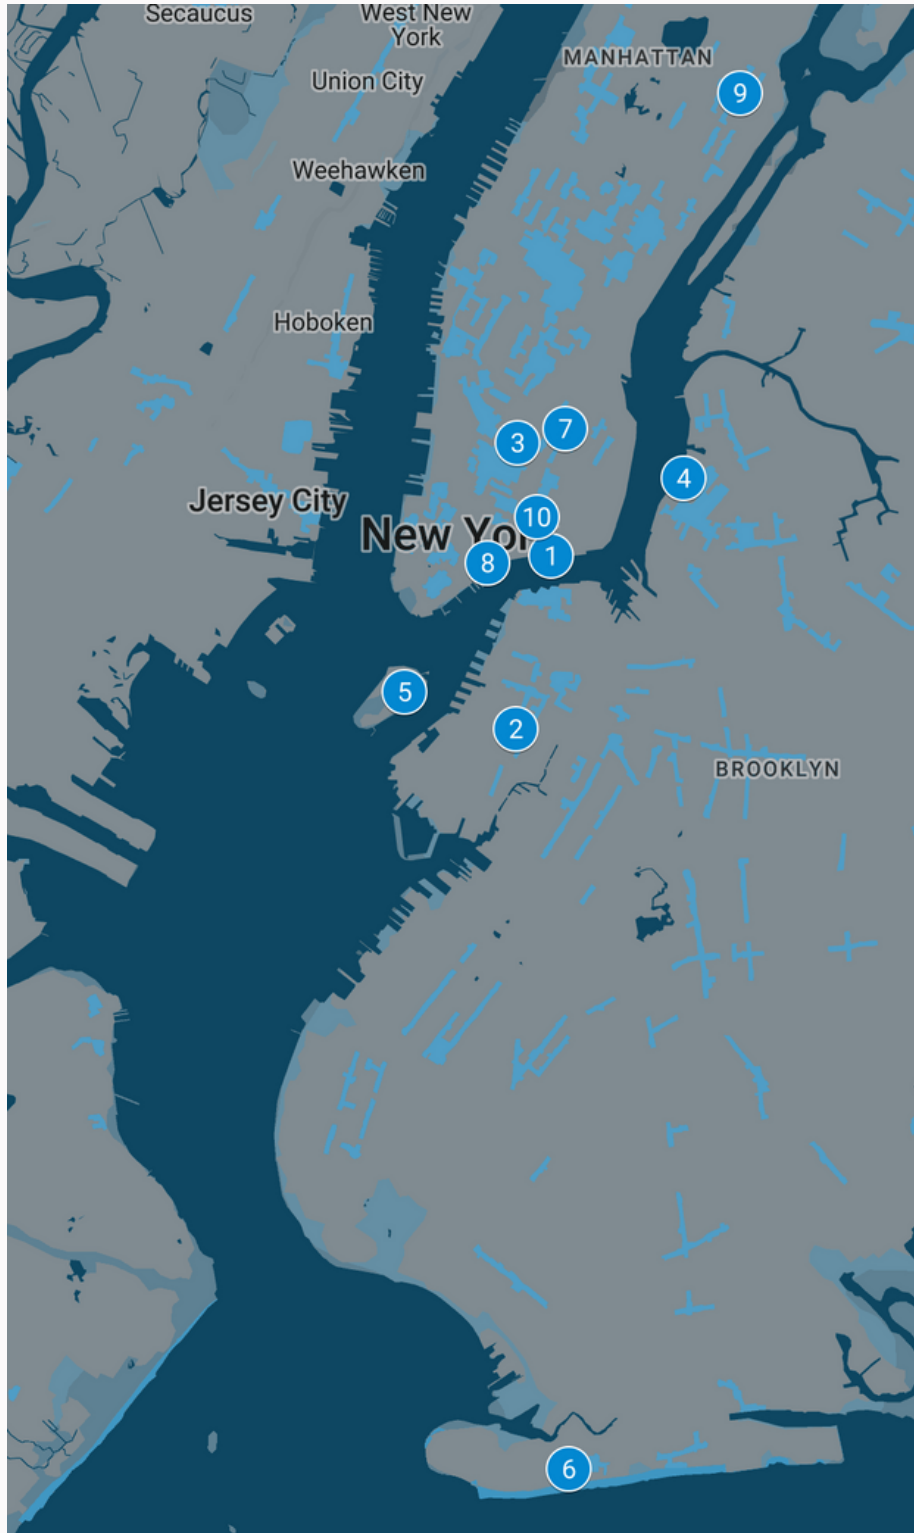 Secaucus
West New
York
MANHATTAN
Union City
9
Weehawken
Hoboken
7
3
4
Jersey City
10
New Yor
1
8
5
2
BROOKLYN
6